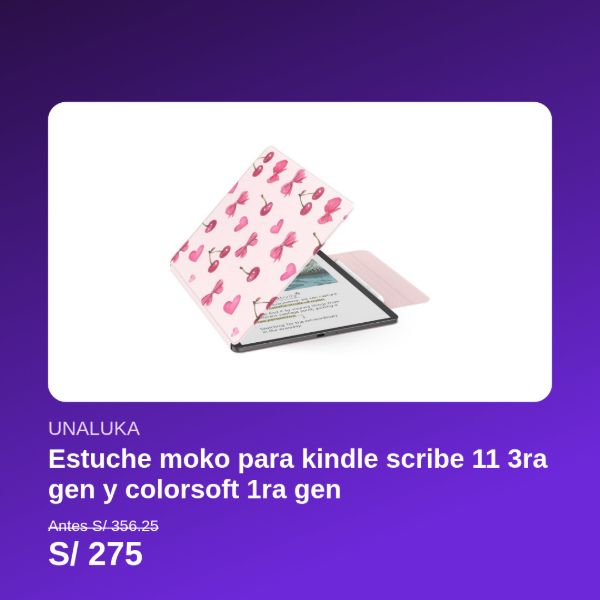 UNALUKA
Estuche moko para kindle scribe 11 3ra
gen y colorsoft 1ra gen
Antes S/ 356.25
S/ 275